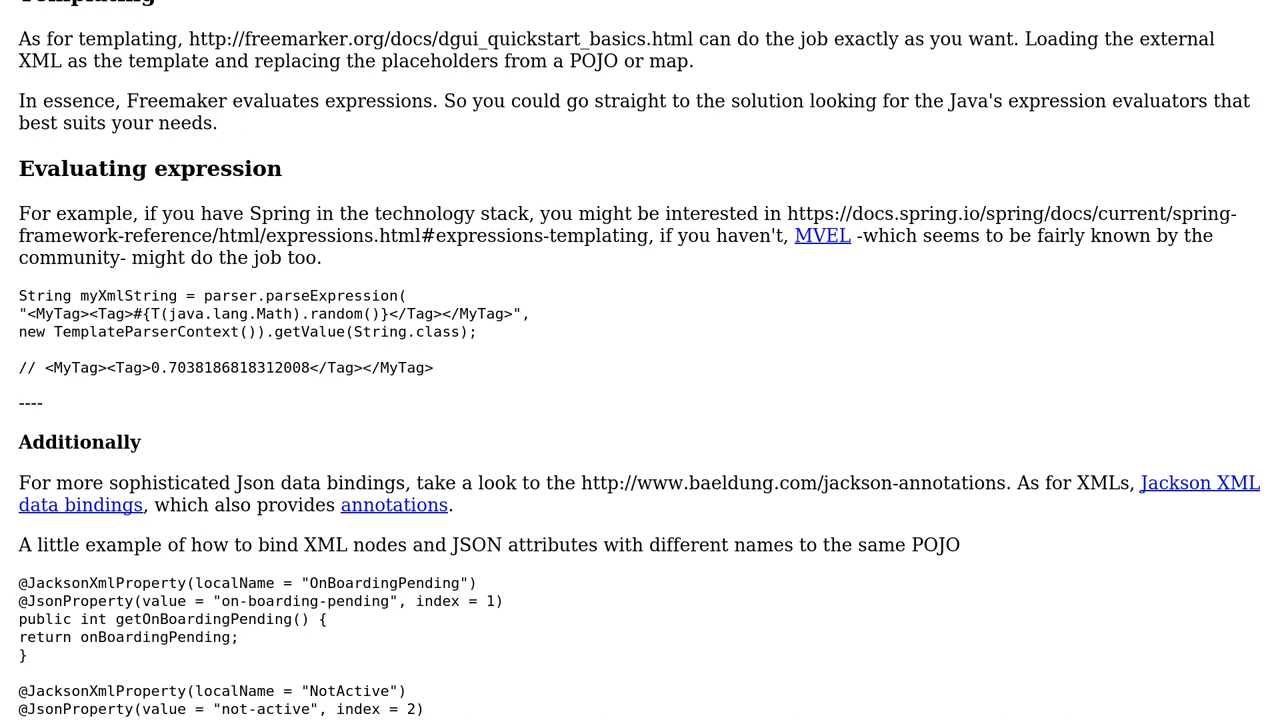 Templating
As for templating, http://freemarker.org/docs/dgui_quickstart_basics.html can do the job exactly as you want. Loading the external
XML as the template and replacing the placeholders from a POJO or map.
In essence, Freemaker evaluates expressions. So you could go straight to the solution looking for the Java's expression evaluators that
best suits your needs.
Evaluating expression
For example, if you have Spring in the technology stack, you might be interested in https://docs.spring.io/spring/docs/current/spring-
framework-reference/html/expressions.html#expressions-templating, if you haven't, MVEL -which seems to be fairly known by the
community- might do the job too.
String myXmlString = parser.parseExpression(
"<MyTag><Tag>#{T(java.lang.Math).random()}</Tag></MyTag>",
new TemplateParserContext()).getValue(String.class);
// <MyTag><Tag>0.7038186818312008</Tag></MyTag>
----
Additionally
For more sophisticated Json data bindings, take a look to the http://www.baeldung.com/jackson-annotations. As for XMLs, Jackson XML
data bindings, which also provides annotations.
A little example of how to bind XML nodes and JSON attributes with different names to the same POJO
@JacksonXmlProperty(localName = "OnBoardingPending")
@JsonProperty(value = "on-boarding-pending", index = 1)
public int getOnBoardingPending() {
return onBoardingPending;
}
@JacksonXmlProperty(localName = "NotActive")
@JsonProperty(value = "not-active", index = 2)